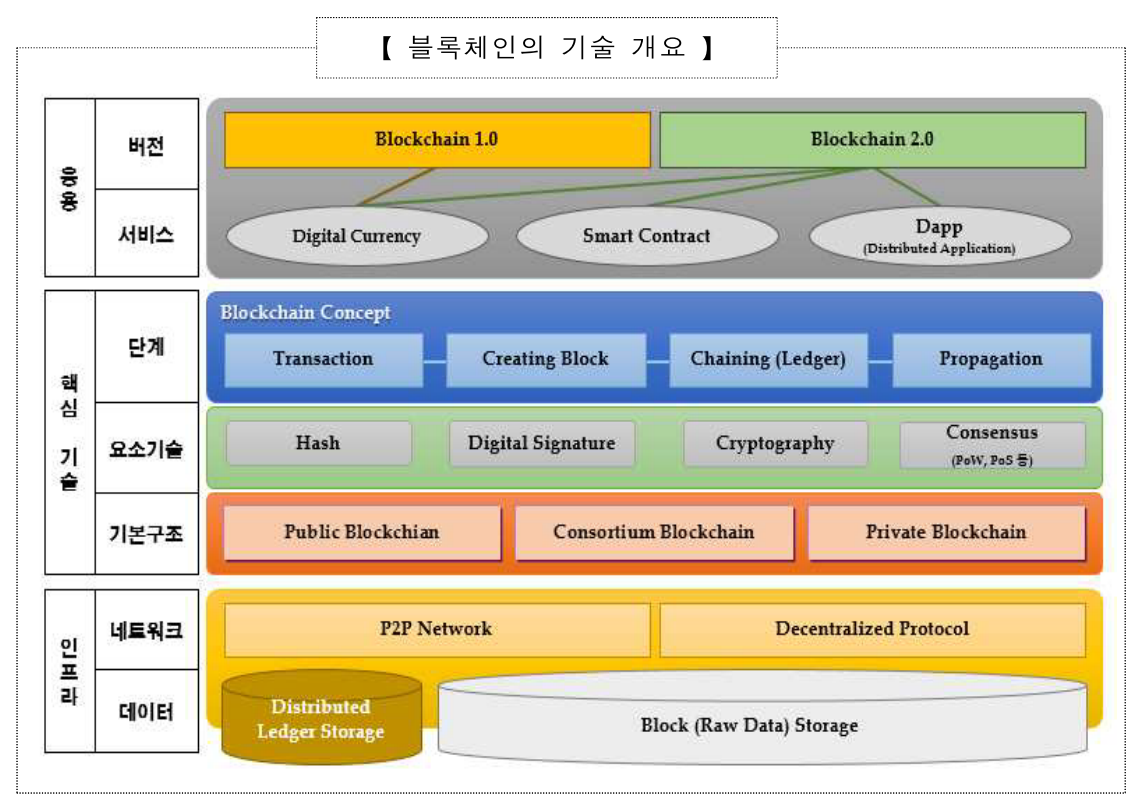 【 블록체인의 기술 개요 】
응용
버전
Blockchain 1.0
Blockchain 2.0
서비스
Digital Currency
Smart Contract
Dapp
(Distributed Application)
핵심 기술
단계
Blockchain Concept
Transaction
Creating Block
Chaining (Ledger)
Propagation
요소기술
Hash
Digital Signature
Cryptography
Consensus
(PoW, PoS 등)
기본구조
Public Blockchian
Consortium Blockchain
Private Blockchain
인프라
네트워크
P2P Network
Decentralized Protocol
데이터
Distributed
Ledger Storage
Block (Raw Data) Storage